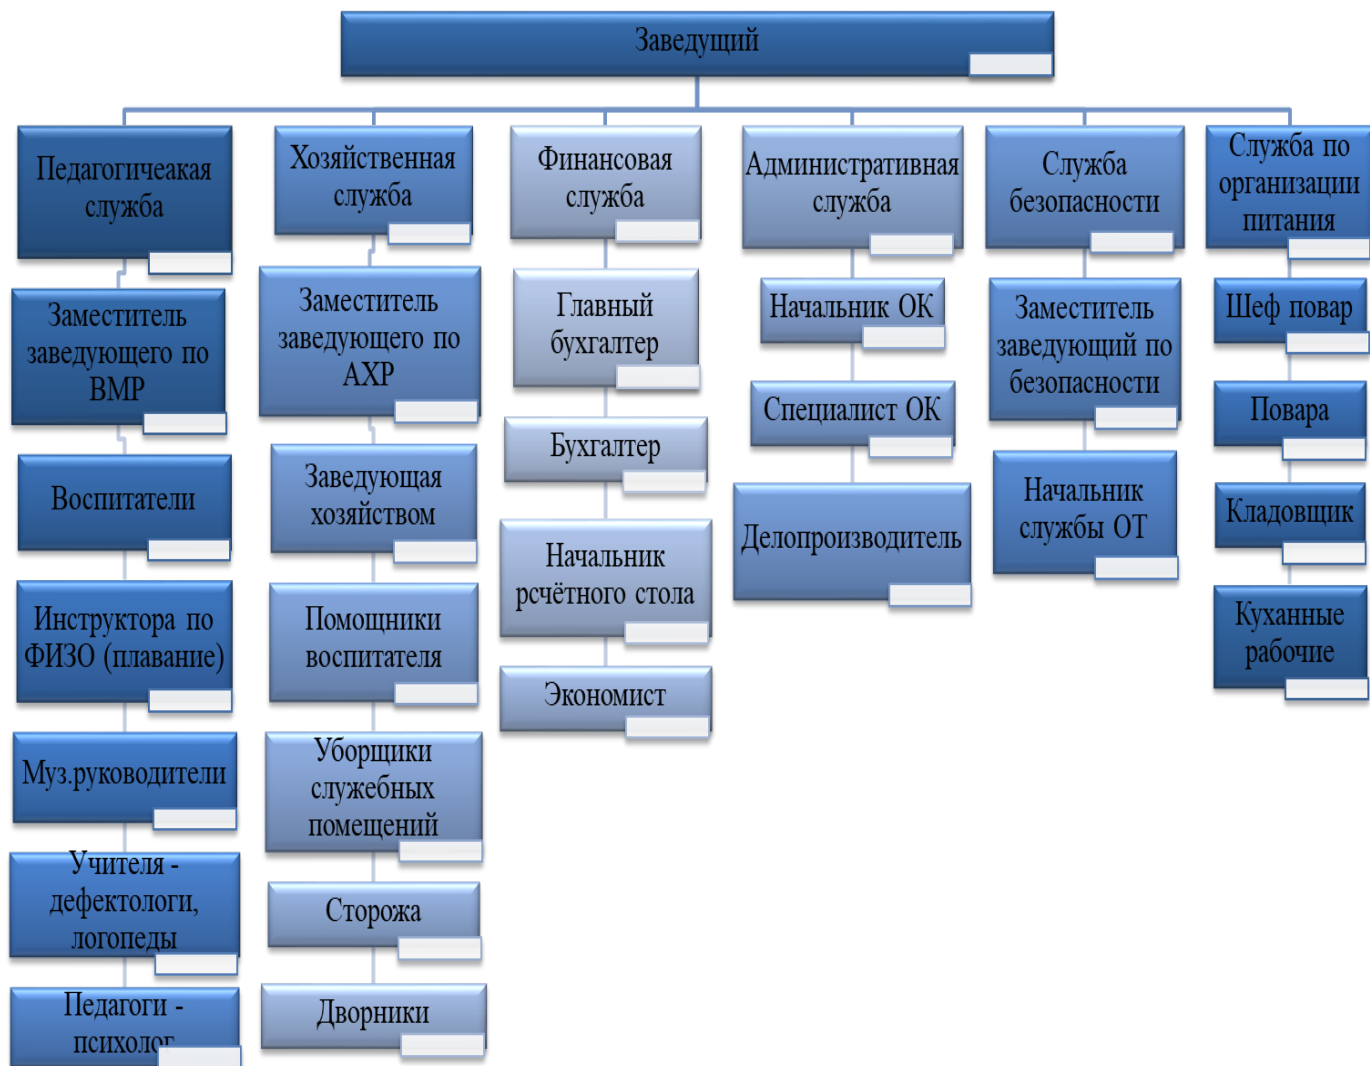 Заведущий
Педагогичеакая
служба
Заместитель
заведующего по
ВМР
Воспитатели
Инструктора по
ФИЗО (плавание)
Муз.руководители
Учителя -
дефектологи,
логопеды
Педагоги -
психолог
Хозяйственная
служба
Заместитель
заведующего по
АХР
Заведующая
хозяйством
Помощники
воспитателя
Уборщики
служебных
помещений
Сторожа
Дворники
Финансовая
служба
Главный
бухгалтер
Бухгалтер
Начальник
рсчётного стола
Экономист
Административная
служба
Начальник ОК
Специалист ОК
Делопроизводитель
Служба
безопасности
Заместитель
заведующий по
безопасности
Начальник
службы ОТ
Служба по
организации
питания
Шеф повар
Повара
Кладовщик
Куханные
рабочие